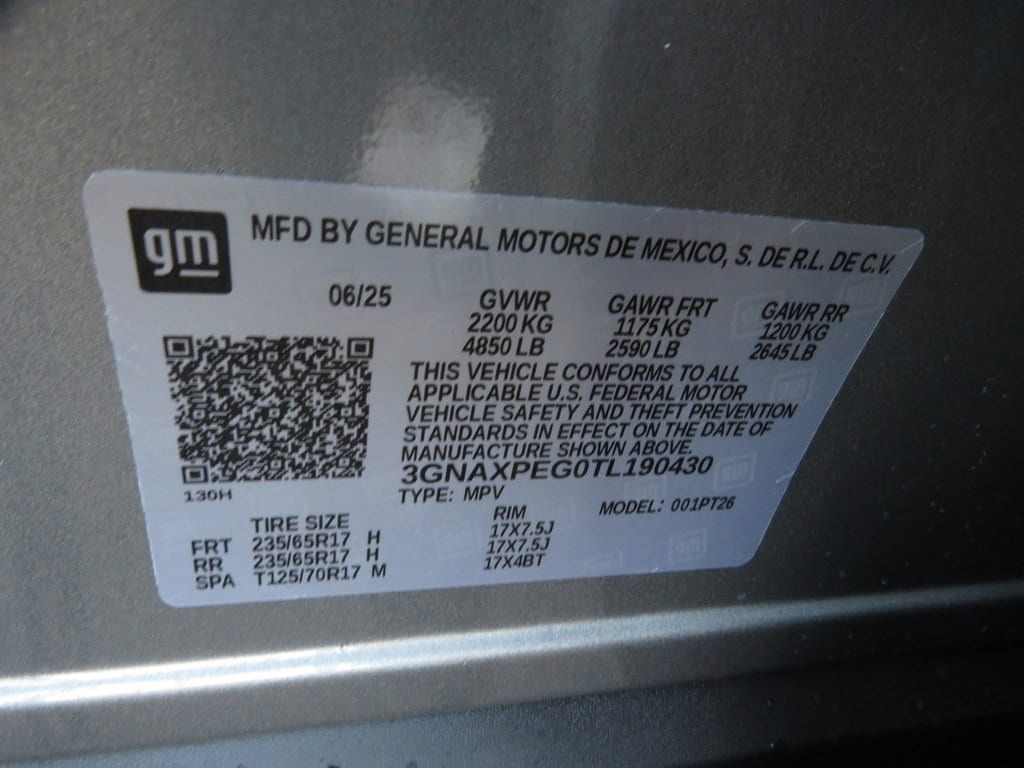 gm
MFD BY GENERAL MOTORS DE MEXICO, S. DE R.L. DE C.V.
06/25 GVWR GAWR FRT GAWR RR
2200 KG 1175 KG 1200 KG
4850 LB 2590 LB 2645 LB
THIS VEHICLE CONFORMS TO ALL
APPLICABLE U.S. FEDERAL MOTOR
VEHICLE SAFETY AND THEFT PREVENTION
STANDARDS IN EFFECT ON THE DATE OF
MANUFACTURE SHOWN ABOVE.
3GNAXPEG0TL190430
130H
TYPE: MPV MODEL: 001PT26
TIRE SIZE RIM
FRT 235/65R17 H 17X7.5J
RR 235/65R17 H 17X7.5J
SPA T125/70R17 M 17X4BT